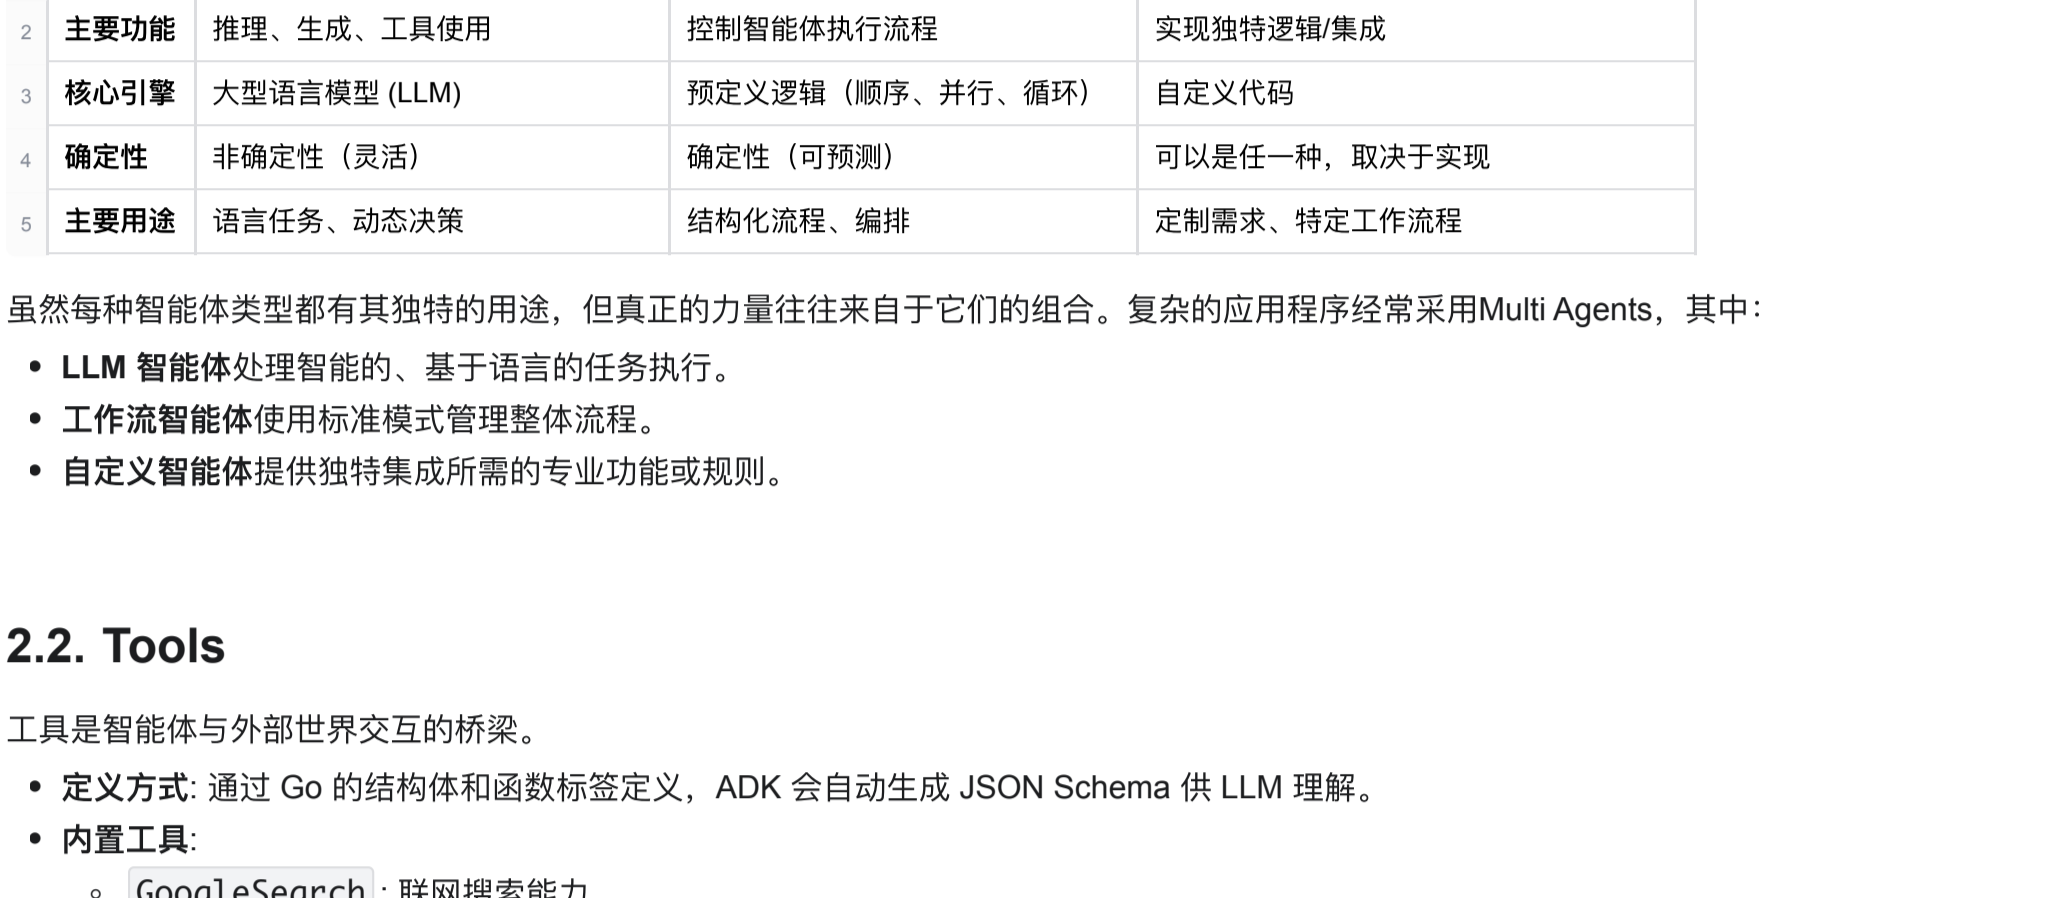 2 主要功能 推理、生成、工具使用 控制智能体执行流程 实现独特逻辑/集成
3 核心引擎 大型语言模型 (LLM) 预定义逻辑（顺序、并行、循环） 自定义代码
4 确定性 非确定性（灵活） 确定性（可预测） 可以是任一种，取决于实现
5 主要用途 语言任务、动态决策 结构化流程、编排 定制需求、特定工作流程
虽然每种智能体类型都有其独特的用途，但真正的力量往往来自于它们的组合。复杂的应用程序经常采用Multi Agents，其中：
• LLM 智能体处理智能的、基于语言的任务执行。
• 工作流智能体使用标准模式管理整体流程。
• 自定义智能体提供独特集成所需的专业功能或规则。
2.2. Tools
工具是智能体与外部世界交互的桥梁。
• 定义方式: 通过 Go 的结构体和函数标签定义，ADK 会自动生成 JSON Schema 供 LLM 理解。
• 内置工具:
◦ GoogleSearch : 联网搜索能力